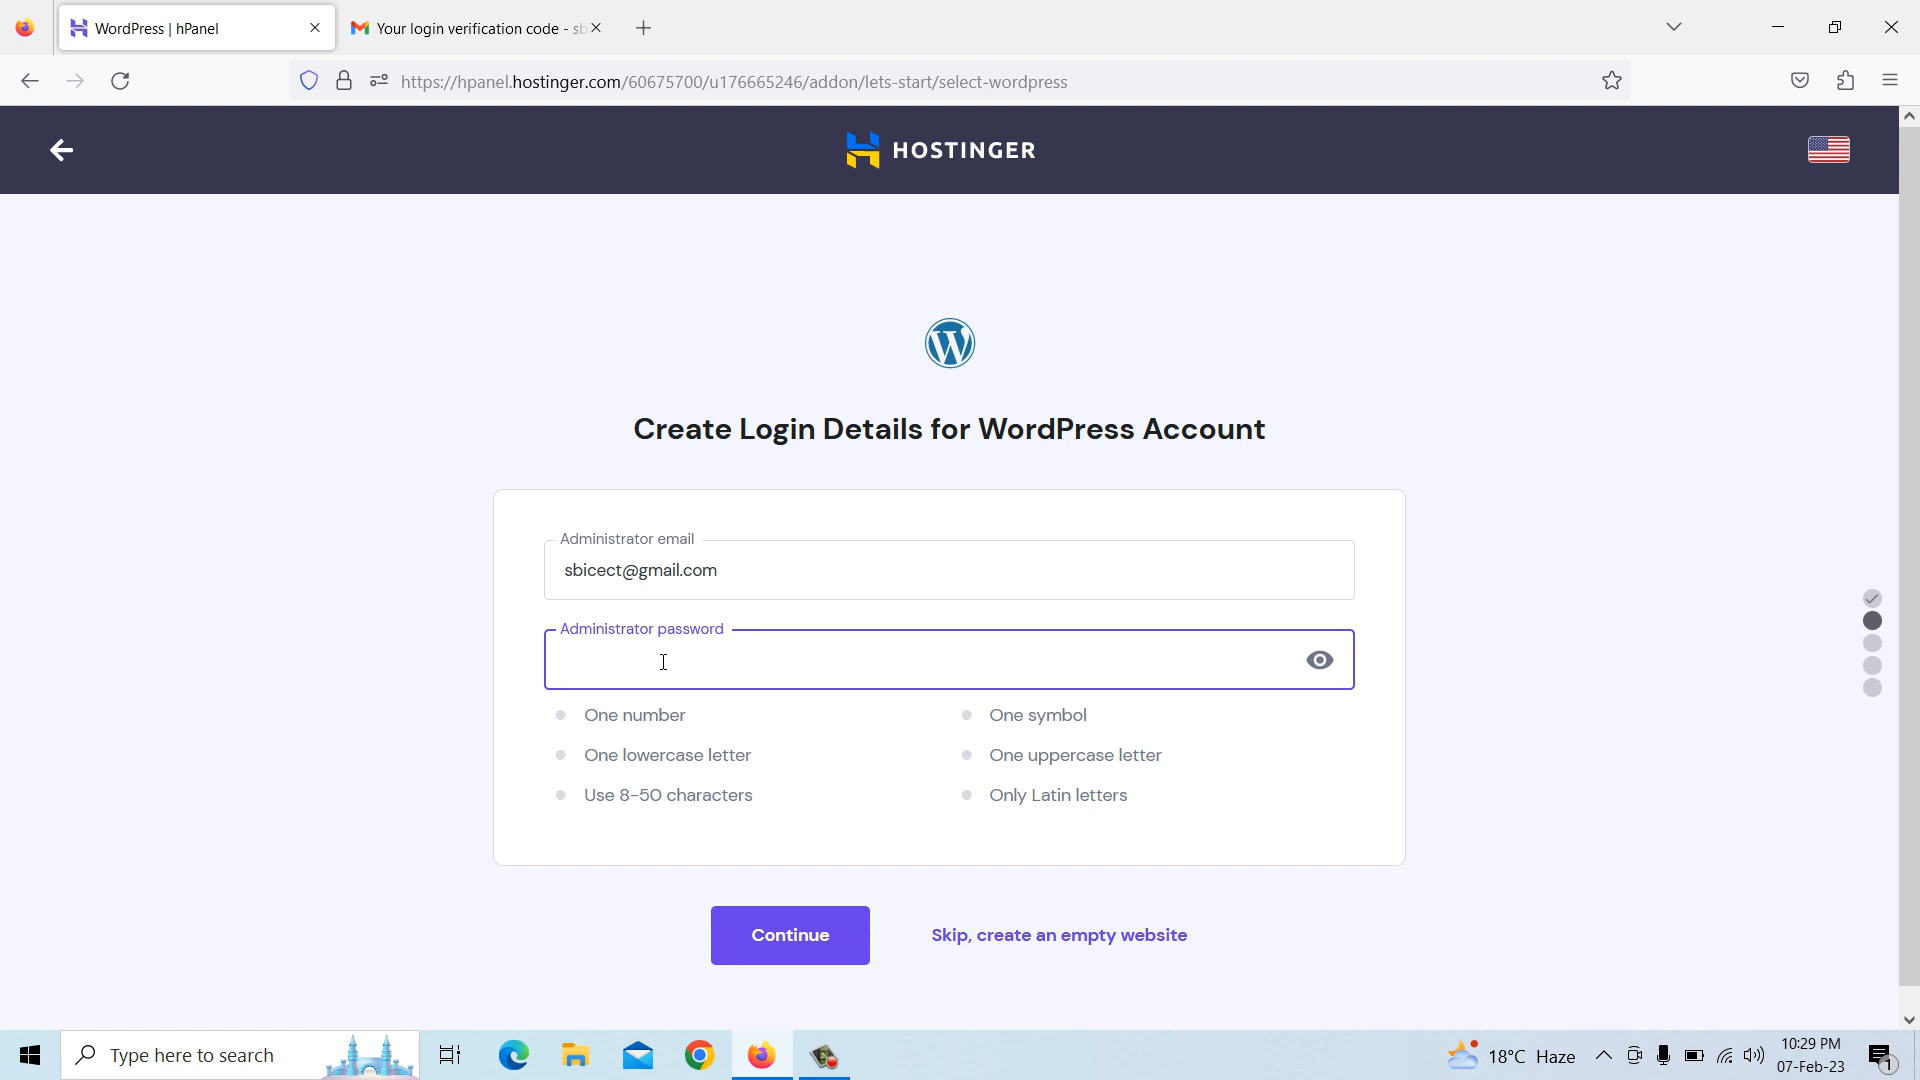 WordPress | hPanel
Your login verification code - sb
https://hpanel.hostinger.com/60675700/u176665246/addon/lets-start/select-wordpress
HOSTINGER
Create Login Details for WordPress Account
Administrator email
sbicect@gmail.com
Administrator password
One number
One symbol
One lowercase letter
One uppercase letter
Use 8-50 characters
Only Latin letters
Continue
Skip, create an empty website
Type here to search
18°C Haze
10:29 PM
07-Feb-23
1